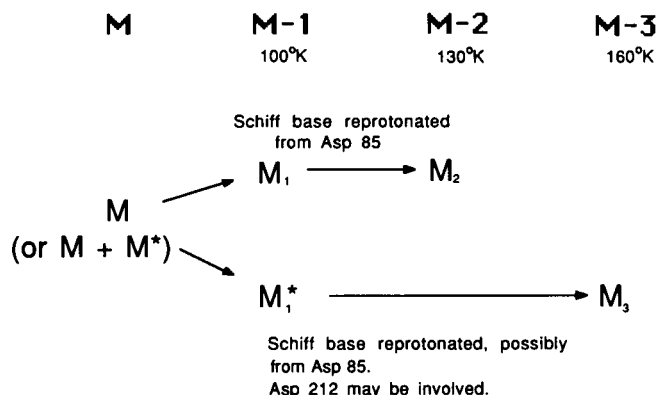 M M-1 M-2 M-3
100°K 130°K 160°K
Schiff base reprotonated
from Asp 85
M₁ M₂
M
(or M + M*)
M₁* M₃
Schiff base reprotonated, possibly
from Asp 85.
Asp 212 may be involved.